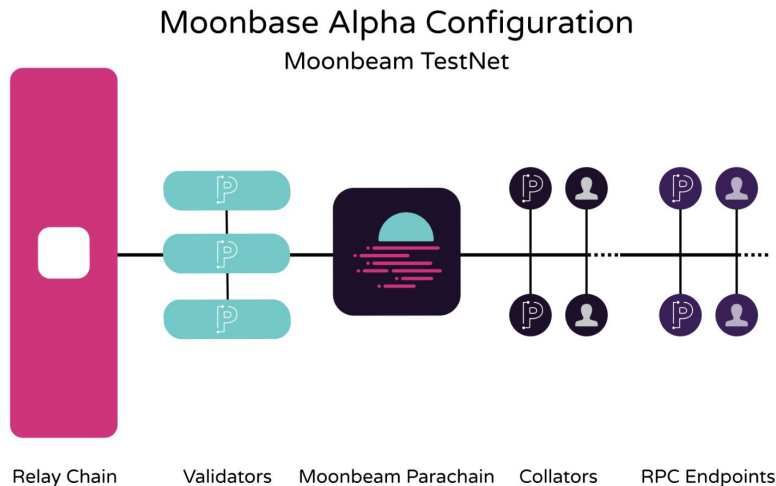 Moonbase Alpha Configuration
Moonbeam TestNet
P
P
P
P
P
P
P
Relay Chain
Validators
Moonbeam Parachain
Collators
RPC Endpoints